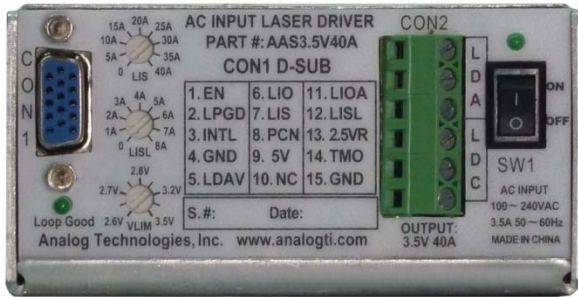 AC INPUT LASER DRIVER
PART #: AAS3.5V40A
CON1 D-SUB
CON1
0 5A 10A 15A 20A 25A 30A 35A 40A
LIS
0 1A 2A 3A 4A 5A 6A 7A 8A
LISL
2.6V 2.7V 2.8V 3.2V 3.5V
VLIM
Loop Good
1. EN 6. LIO 11. LIOA
2. LPGD 7. LIS 12. LISL
3. INTL 8. PCN 13. 2.5VR
4. GND 9. 5V 14. TMO
5. LDAV 10. NC 15. GND
S. #: Date:
Analog Technologies, Inc. www.analogti.com
CON2
LDA
LDC
OUTPUT:
3.5V 40A
ON
OFF
I
O
SW1
AC INPUT
100~240VAC
3.5A 50~60Hz
MADE IN CHINA